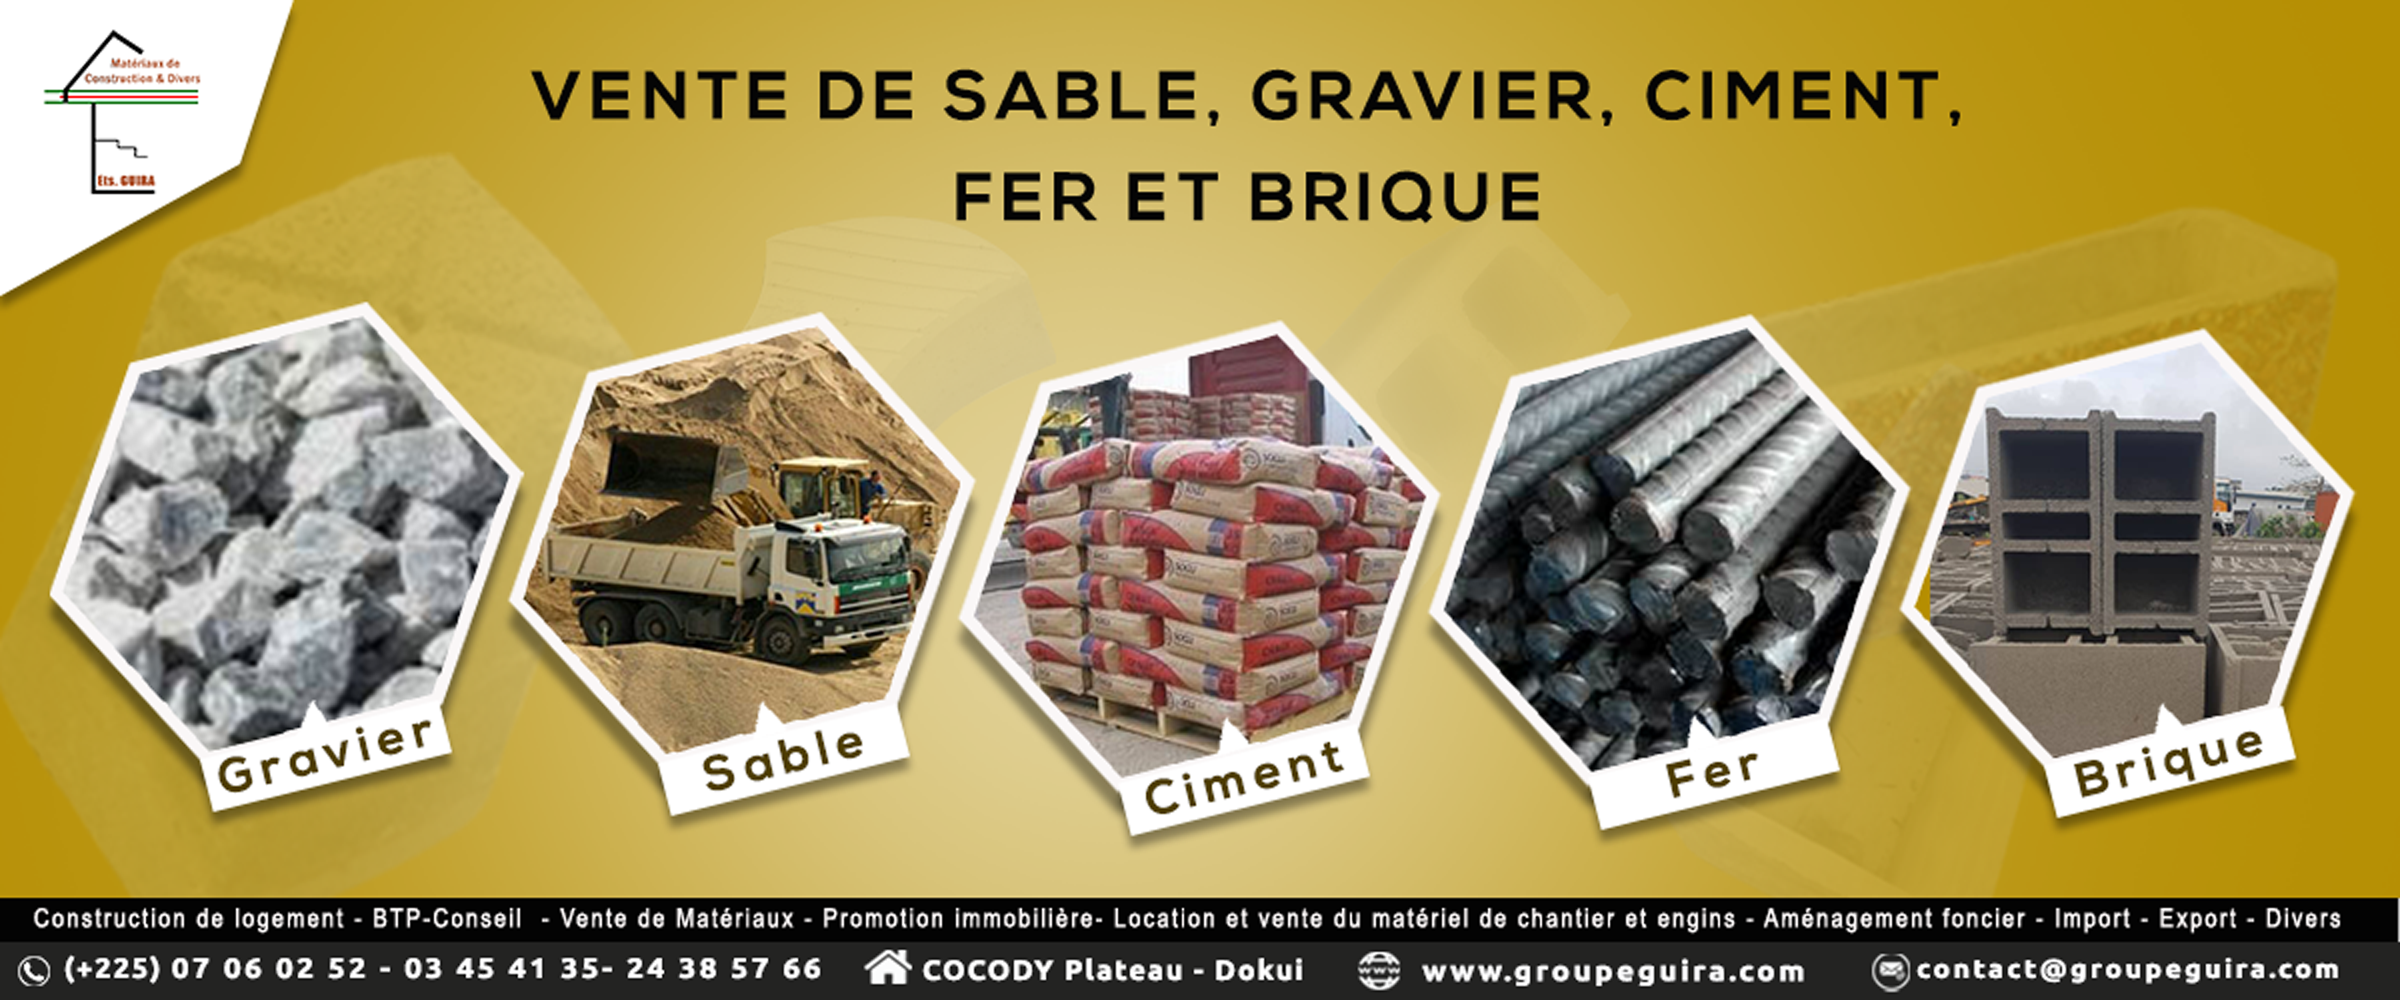 Matériaux de
Construction & Divers
Ets. GUIRA
VENTE DE SABLE, GRAVIER, CIMENT,
FER ET BRIQUE
Gravier
Sable
Ciment
Fer
Brique
Construction de logement - BTP-Conseil - Vente de Matériaux - Promotion immobilière- Location et vente du matériel de chantier et engins - Aménagement foncier - Import - Export - Divers
(+225) 07 06 02 52 - 03 45 41 35- 24 38 57 66
COCODY Plateau - Dokui
www.groupeguira.com
contact@groupeguira.com